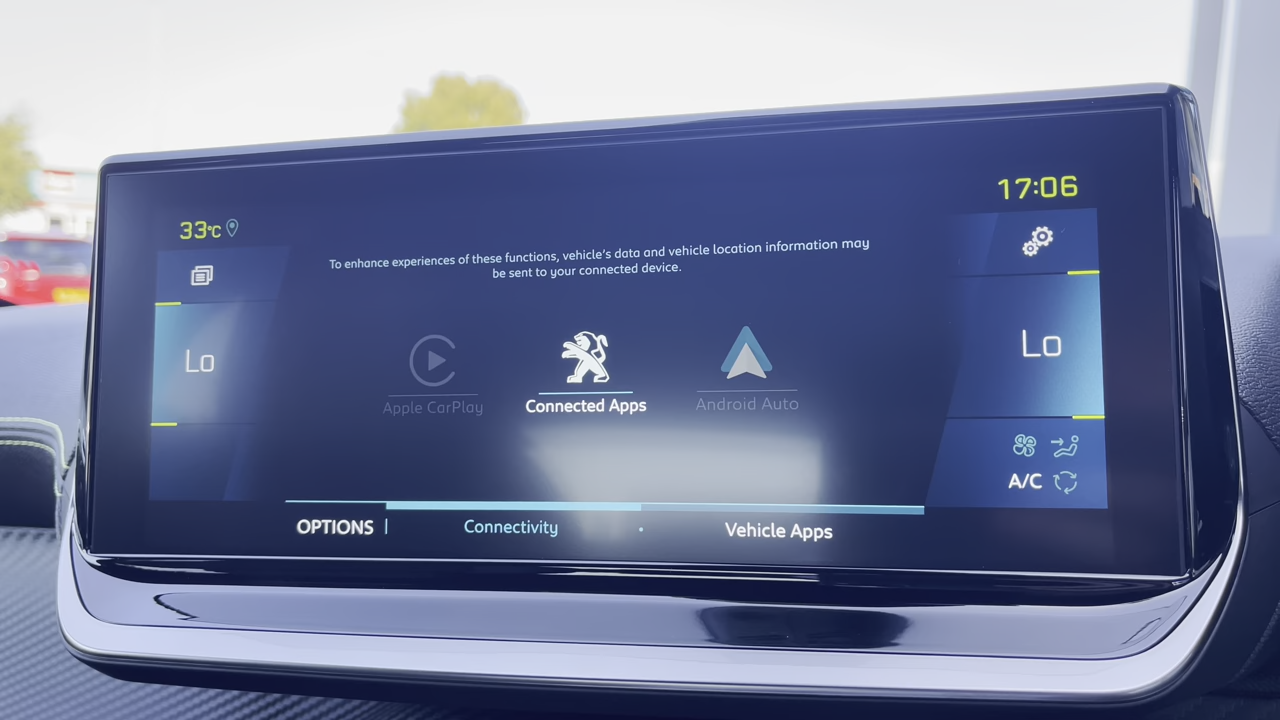 33°C
17:06
To enhance experiences of these functions, vehicle's data and vehicle location information may
be sent to your connected device.
Lo
Lo
Apple CarPlay
Connected Apps
Android Auto
A/C
OPTIONS
Connectivity
Vehicle Apps